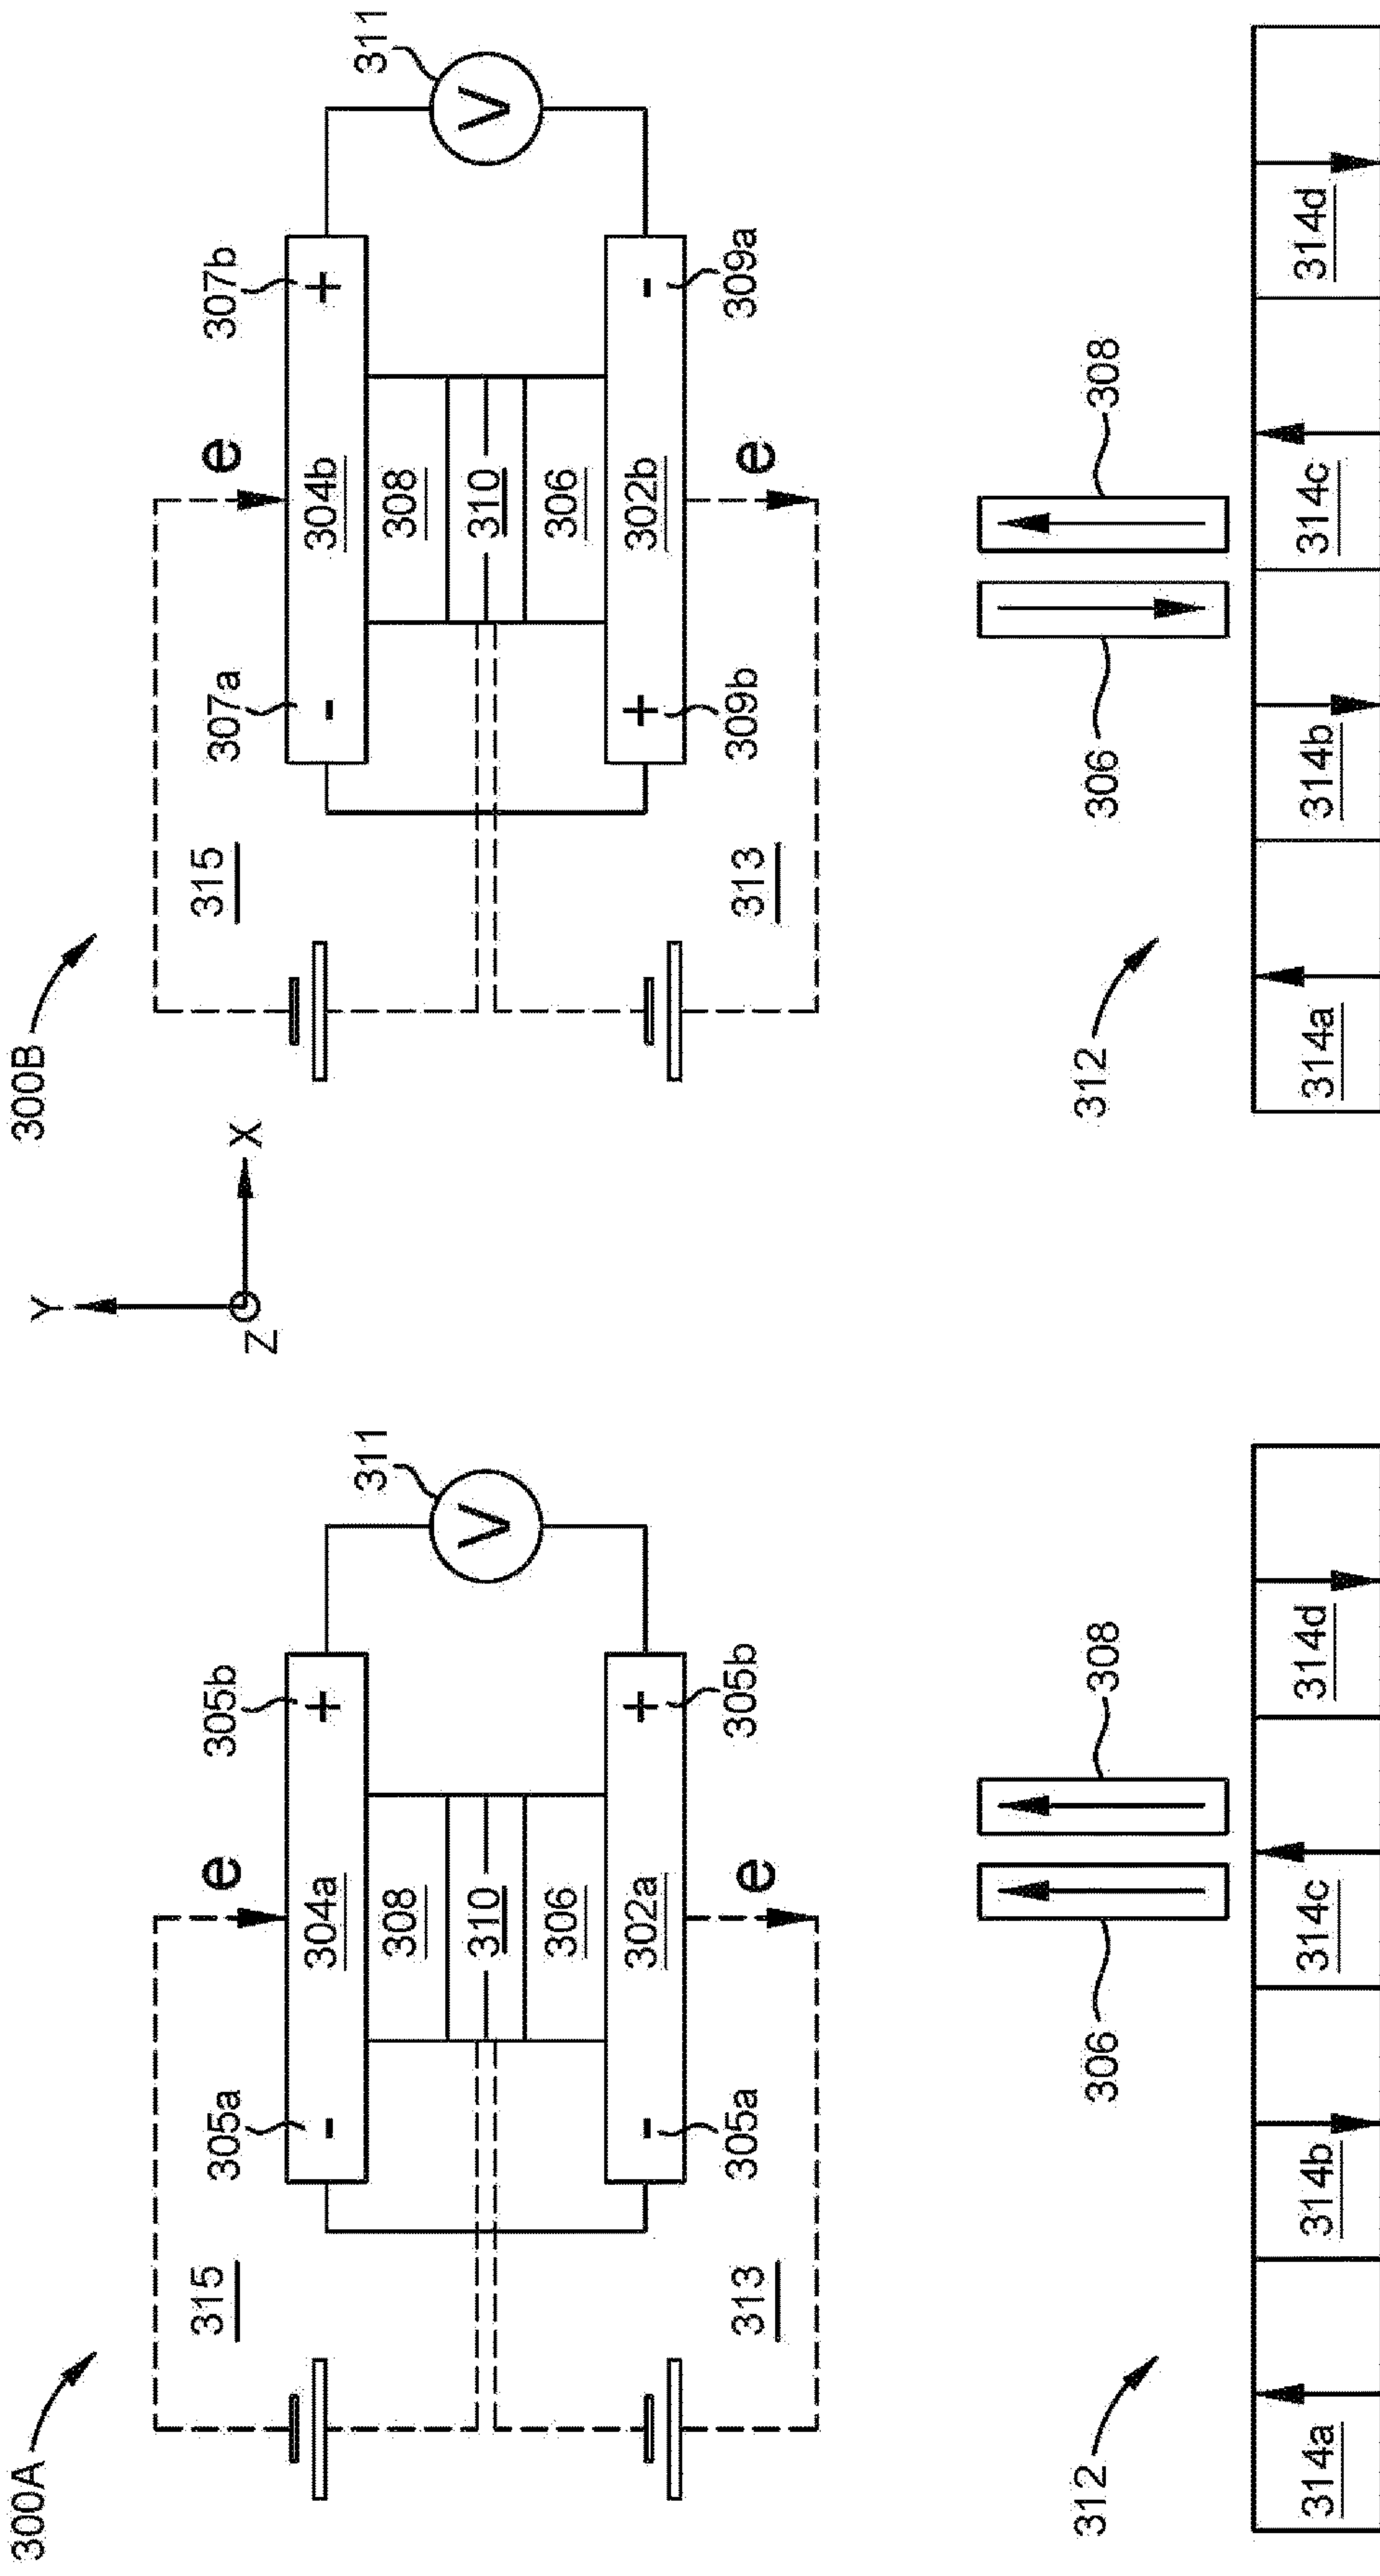 300A
315
e
305a
305b
-
+
304a
308
310
306
302a
-
+
305a
305b
313
e
311
V
306
308
312
314a
314b
314c
314d
Y
X
Z
300B
315
e
307a
307b
-
+
304b
308
310
306
302b
+
-
309b
309a
313
e
311
V
306
308
312
314a
314b
314c
314d